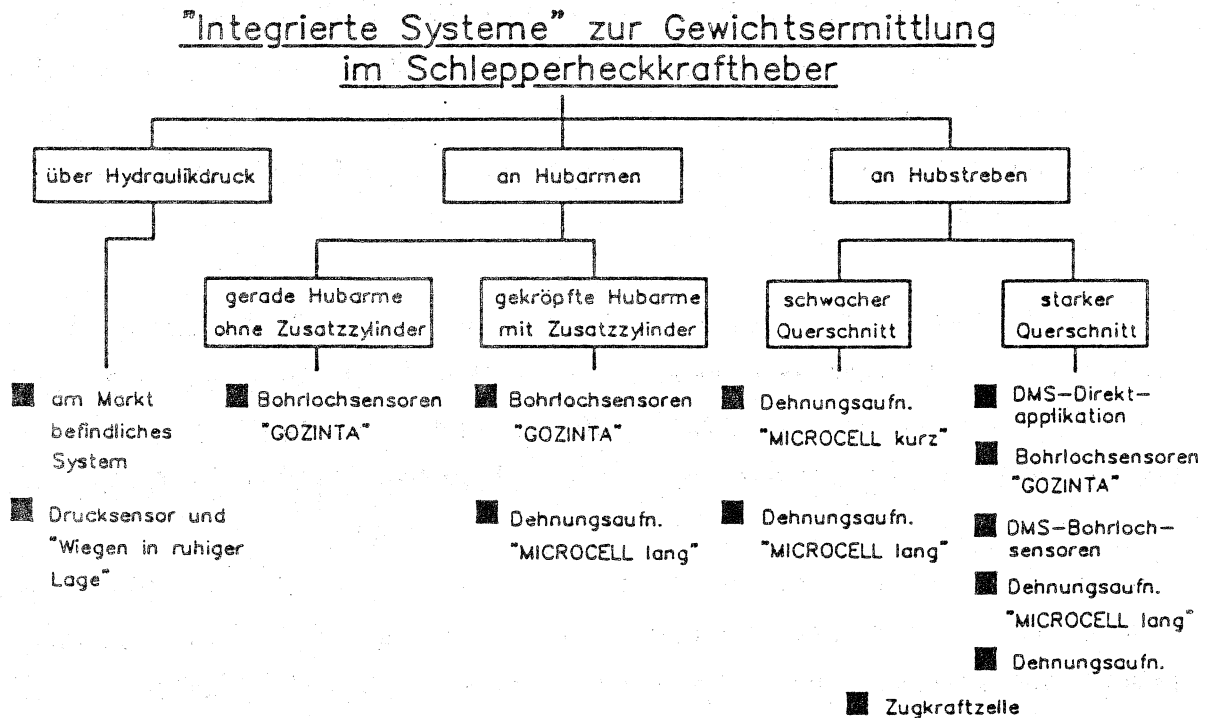 "Integrierte Systeme" zur Gewichtsermittlung
im Schlepperheckkraftheber
über Hydraulikdruck
an Hubarmen
an Hubstreben
gerade Hubarme
ohne Zusatzzylinder
gekröpfte Hubarme
mit Zusatzzylinder
schwacher
Querschnitt
starker
Querschnitt
am Markt
befindliches
System
Drucksensor und
"Wiegen in ruhiger
Lage"
Bohrlochsensoren
"GOZINTA"
Bohrlochsensoren
"GOZINTA"
Dehnungsaufn.
"MICROCELL lang"
Dehnungsaufn.
"MICROCELL kurz"
Dehnungsaufn.
"MICROCELL lang"
DMS-Direkt-
applikation
Bohrlochsensoren
"GOZINTA"
DMS-Bohrloch-
sensoren
Dehnungsaufn.
"MICROCELL lang"
Dehnungsaufn.
Zugkraftzelle